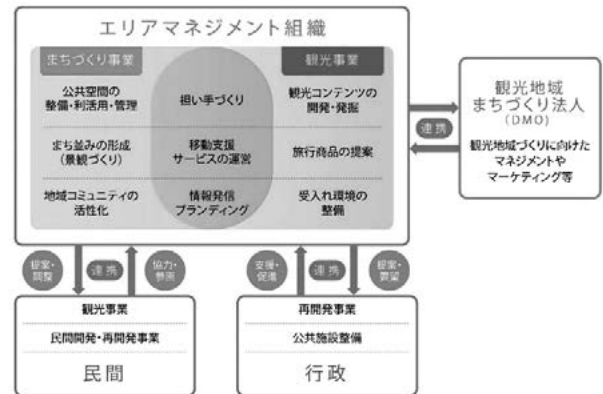 エリアマネジメント組織
まちづくり事業
観光事業
公共空間の
整備・利活用・管理
担い手づくり
観光コンテンツの
開発・発掘
まち並みの形成
(景観づくり)
移動支援
サービスの運営
旅行商品の提案
地域コミュニティの
活性化
情報発信
ブランディング
受入れ環境の
整備
連携
観光地域
まちづくり法人
(DMO)
観光地域づくりに向けた
マネジメントや
マーケティング等
提案・
調整
連携
協力・
参画
支援・
促進
連携
提案・
要望
観光事業
民間開発・再開発事業
民間
再開発事業
公共施設整備
行政